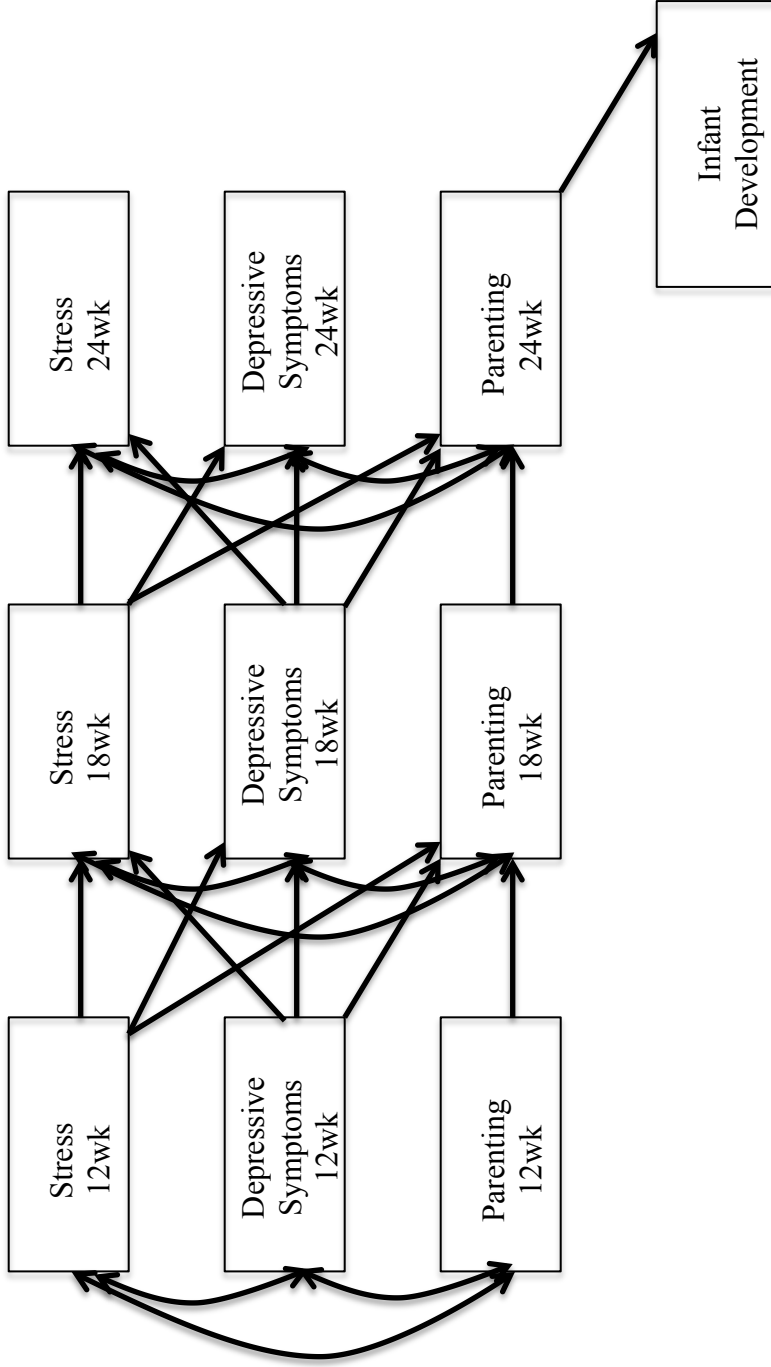 Stress
12wk
Stress
18wk
Stress
24wk
Depressive
Symptoms
12wk
Depressive
Symptoms
18wk
Depressive
Symptoms
24wk
Parenting
12wk
Parenting
18wk
Parenting
24wk
Infant
Development